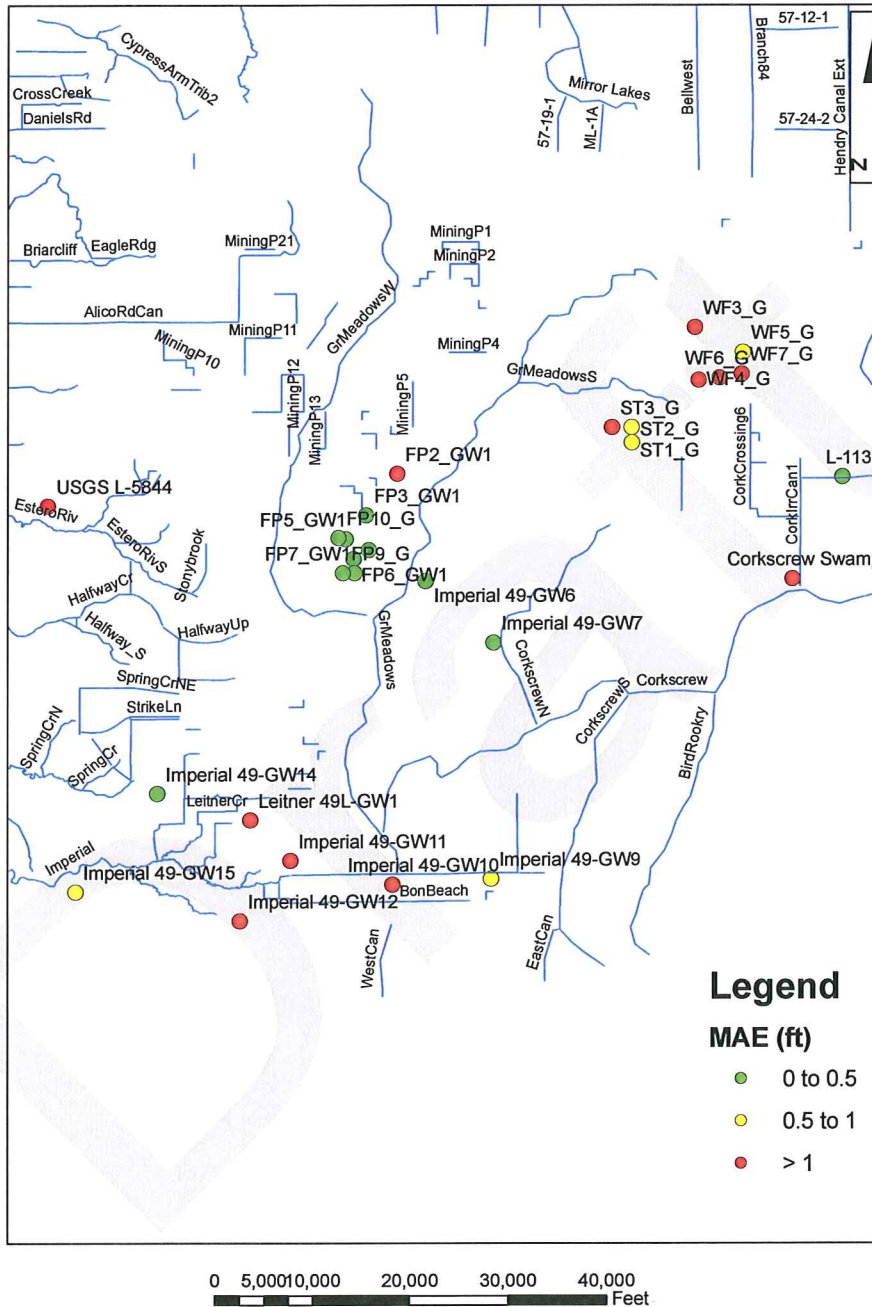 57-12-1
CypressArmTrib2
Branch84
Mirror Lakes
CrossCreek
DanielsRd
Bellwest
57-19-1
ML-1A
57-24-2
Hendry Canal Ext
Z
Briarcliff
EagleRdg
MiningP21
MiningP1
MiningP2
AlicoRdCan
GrMeadowsW
MiningP11
MiningP10
MiningP4
WF3_G
WF5_G
WF6_G
WF7_G
WF4_G
GrMeadowsS
MiningP12
MiningP13
MiningP5
ST3_G
ST2_G
ST1_G
CorkCrossing6
CorkIrrCan1
L-113
FP2_GW1
USGS L-5844
EsteroRiv
FP3_GW1
FP5_GW1
FP10_G
FP7_GW1
FP9_G
FP6_GW1
EsteroRivS
Stonybrook
Corkscrew Swam
HalfwayCr
Imperial 49-GW6
Imperial 49-GW7
Halfway_S
HalfwayUp
GrMeadows
CorkscrewN
CorkscrewS
Corkscrew
BirdRookry
SpringCrNE
StrikeLn
SpringCrN
SpringCr
Imperial 49-GW14
LeitnerCr
Leitner 49L-GW1
Imperial 49-GW11
Imperial
Imperial 49-GW10
Imperial 49-GW9
Imperial 49-GW15
BonBeach
Imperial 49-GW12
WestCan
EastCan
Draft
Legend
MAE (ft)
0 to 0.5
0.5 to 1
> 1
0 5,000 10,000 20,000 30,000 40,000
Feet